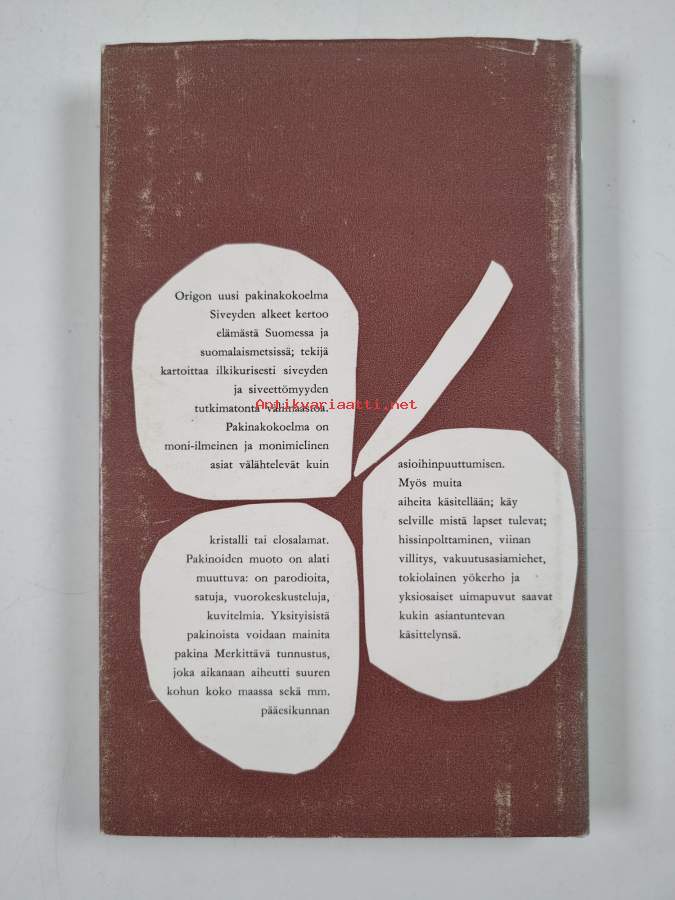 Origon uusi pakinakokoelma
Siveyden alkeet kertoo
elämästä Suomessa ja
suomalaismetsissä; tekijä
kartoittaa ilkikurisesti siveyden
ja siveettömyyden
tutkimatonta välimaastoa.
Antikvariaatti.net
Pakinakokoelma on
moni-ilmeinen ja monimielinen
asiat välähtelevät kuin
kristalli tai elosalamat.
Pakinoiden muoto on alati
muuttuva: on parodioita,
satuja, vuorokeskusteluja,
kuvitelmia. Yksityisistä
pakinoista voidaan mainita
pakina Merkittävä tunnustus,
joka aikanaan aiheutti suuren
kohun koko maassa sekä mm.
pääesikunnan
asioihinpuuttumisen.
Myös muita
aiheita käsitellään; käy
selville mistä lapset tulevat;
hissinpolttaminen, viinan
villitys, vakuutusasiamiehet,
tokiolainen yökerho ja
yksiosaiset uimapuvut saavat
kukin asiantuntevan
käsittelynsä.